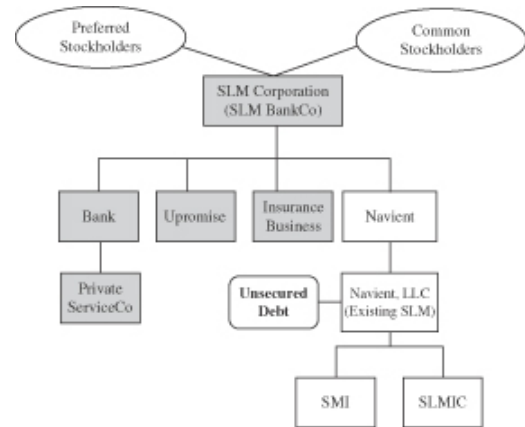 Preferred
Stockholders
Common
Stockholders
SLM Corporation
(SLM BankCo)
Bank
Upromise
Insurance
Business
Navient
Private
ServiceCo
Unsecured
Debt
Navient, LLC
(Existing SLM)
SMI
SLMIC